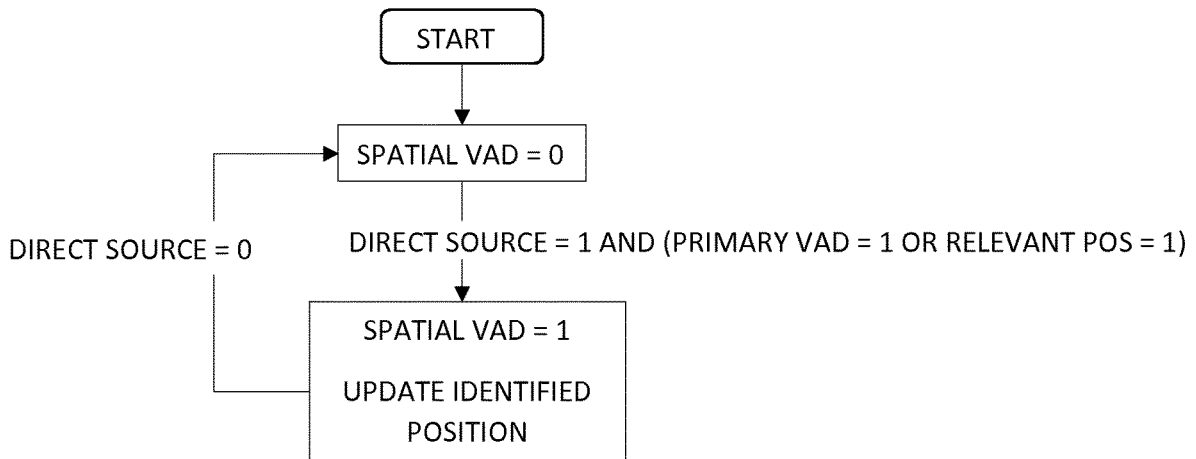 START
SPATIAL VAD = 0
DIRECT SOURCE = 0
DIRECT SOURCE = 1 AND (PRIMARY VAD = 1 OR RELEVANT POS = 1)
SPATIAL VAD = 1
UPDATE IDENTIFIED
POSITION